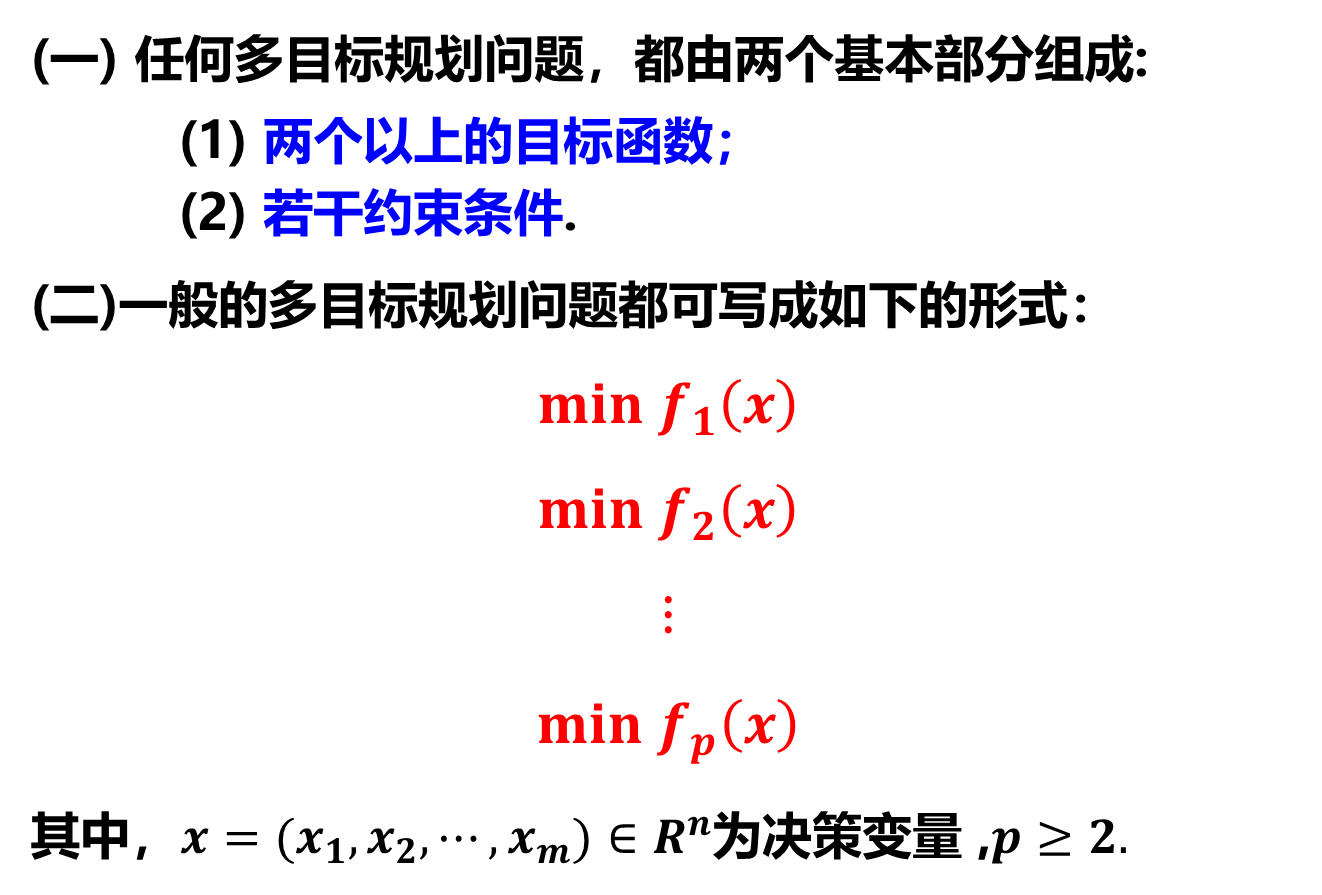 (一) 任何多目标规划问题，都由两个基本部分组成:
(1) 两个以上的目标函数；
(2) 若干约束条件.
(二)一般的多目标规划问题都可写成如下的形式：
min f₁(x)
min f₂(x)
⋮
min fₚ(x)
其中，x = (x₁, x₂, ⋯ , xₘ) ∈ Rⁿ为决策变量 ,p ≥ 2.